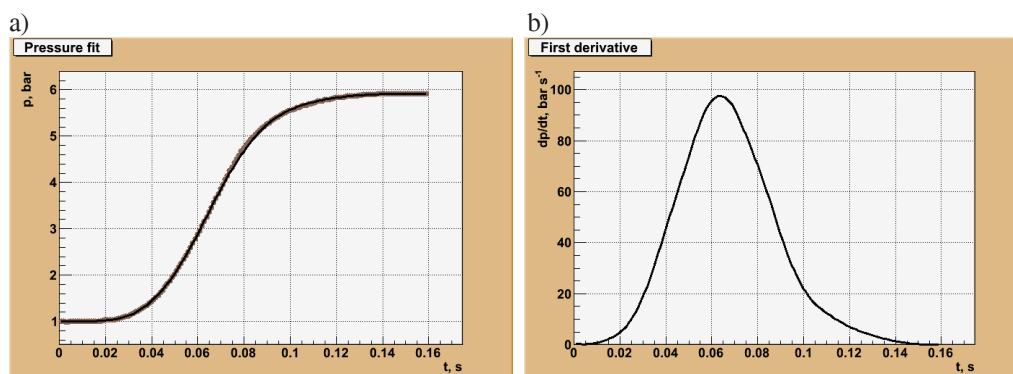 a)
Pressure fit
p, bar
6
5
4
3
2
1
0 0.02 0.04 0.06 0.08 0.1 0.12 0.14 0.16
t, s
b)
First derivative
dp/dt, bar s⁻¹
100
80
60
40
20
0
0 0.02 0.04 0.06 0.08 0.1 0.12 0.14 0.16
t, s